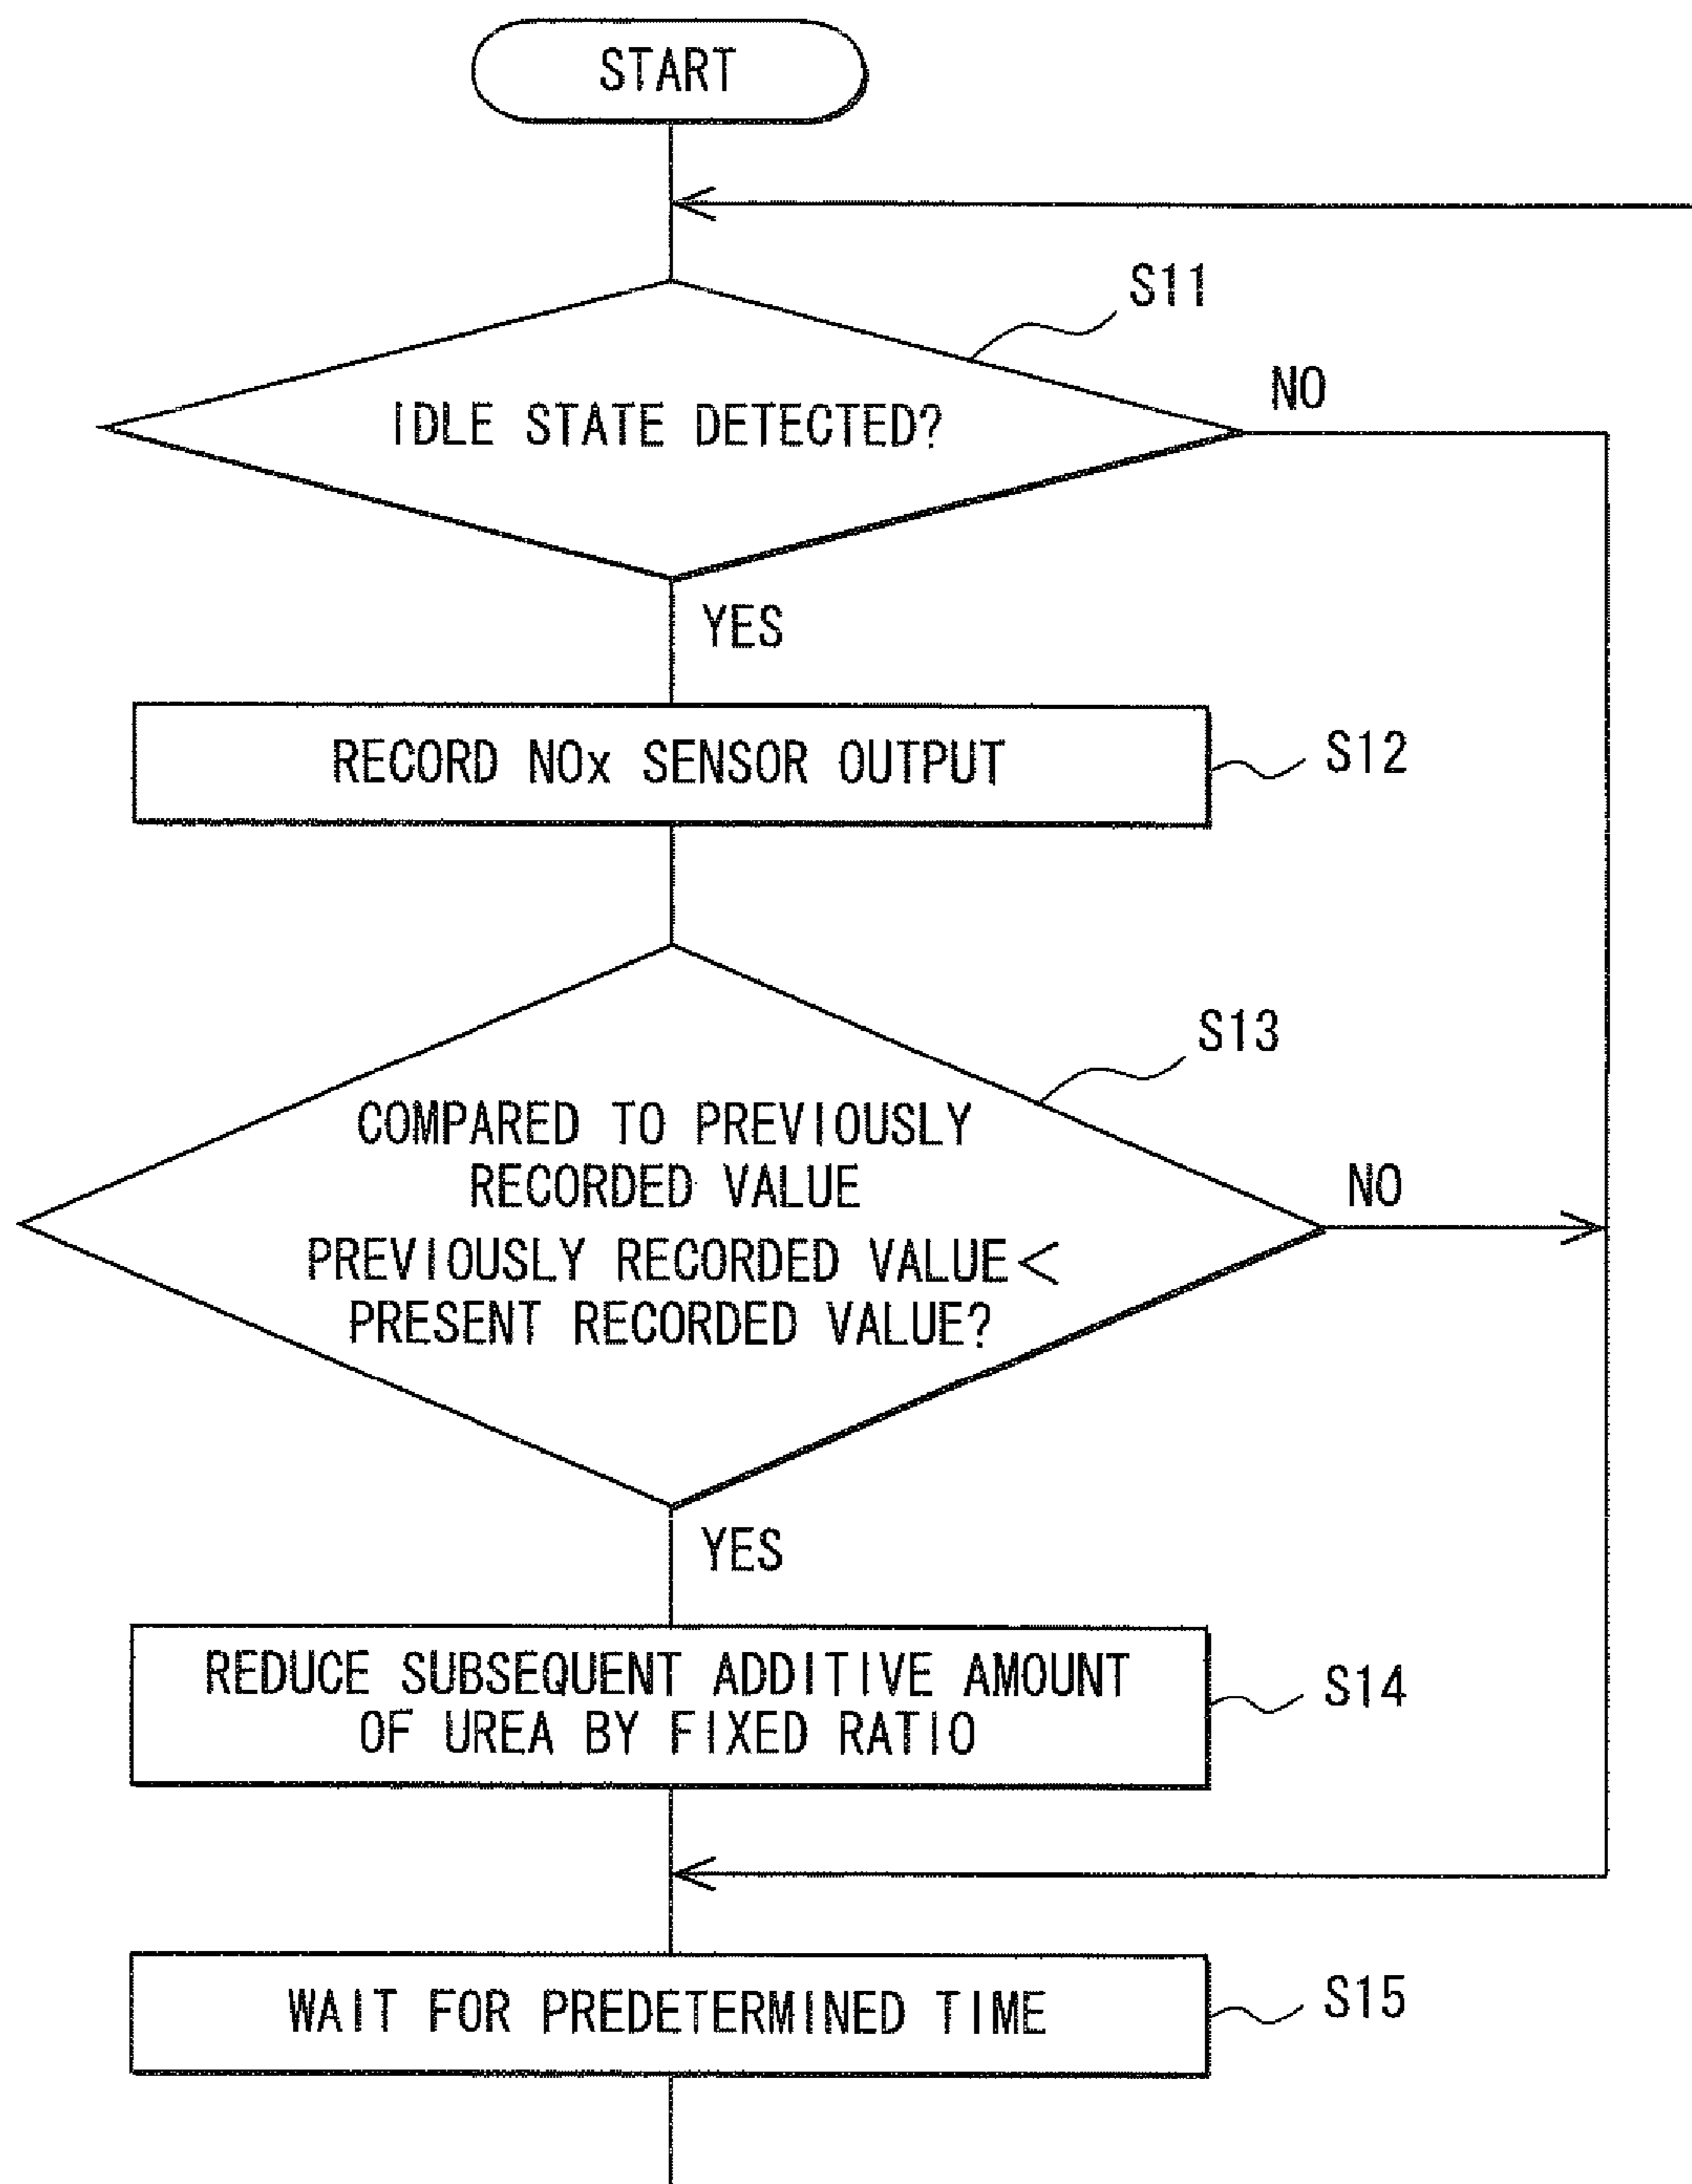 START
S11
IDLE STATE DETECTED?
NO
YES
RECORD NOx SENSOR OUTPUT
S12
S13
COMPARED TO PREVIOUSLY
RECORDED VALUE
PREVIOUSLY RECORDED VALUE<
PRESENT RECORDED VALUE?
NO
YES
REDUCE SUBSEQUENT ADDITIVE AMOUNT
OF UREA BY FIXED RATIO
S14
WAIT FOR PREDETERMINED TIME
S15